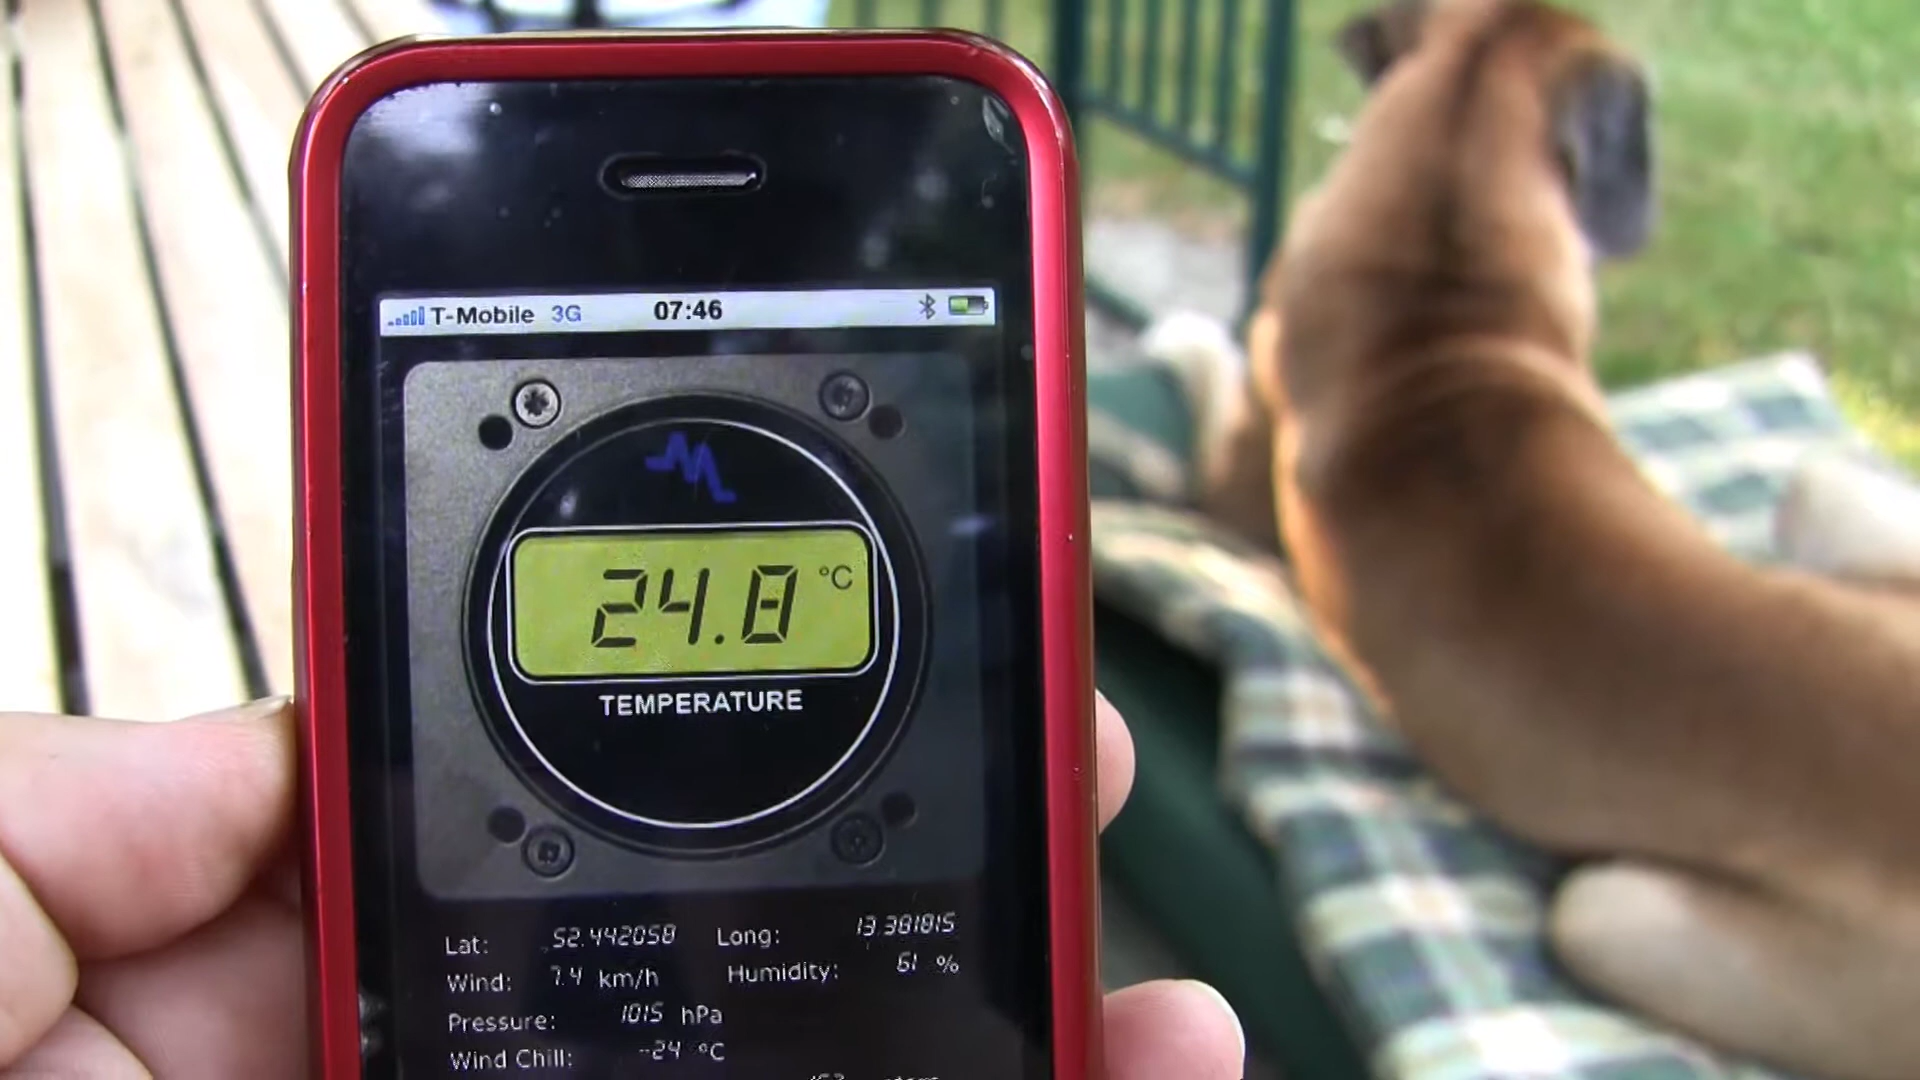 T-Mobile 3G 07:46
24.8 °C
TEMPERATURE
Lat: 52.442058 Long: 13.381815
Wind: 7.4 km/h Humidity: 61 %
Pressure: 1015 hPa
Wind Chill: -24 °C